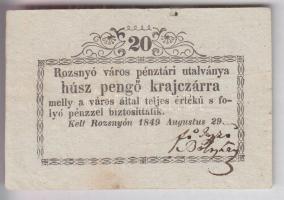 20
Rozsnyó város pénztári utalványa
húsz pengő krajczárra
melly a város által teljes értékű s fo-
lyó pénzzel biztosittatik.
Kelt Rozsnyón 1849 Augustus 29.